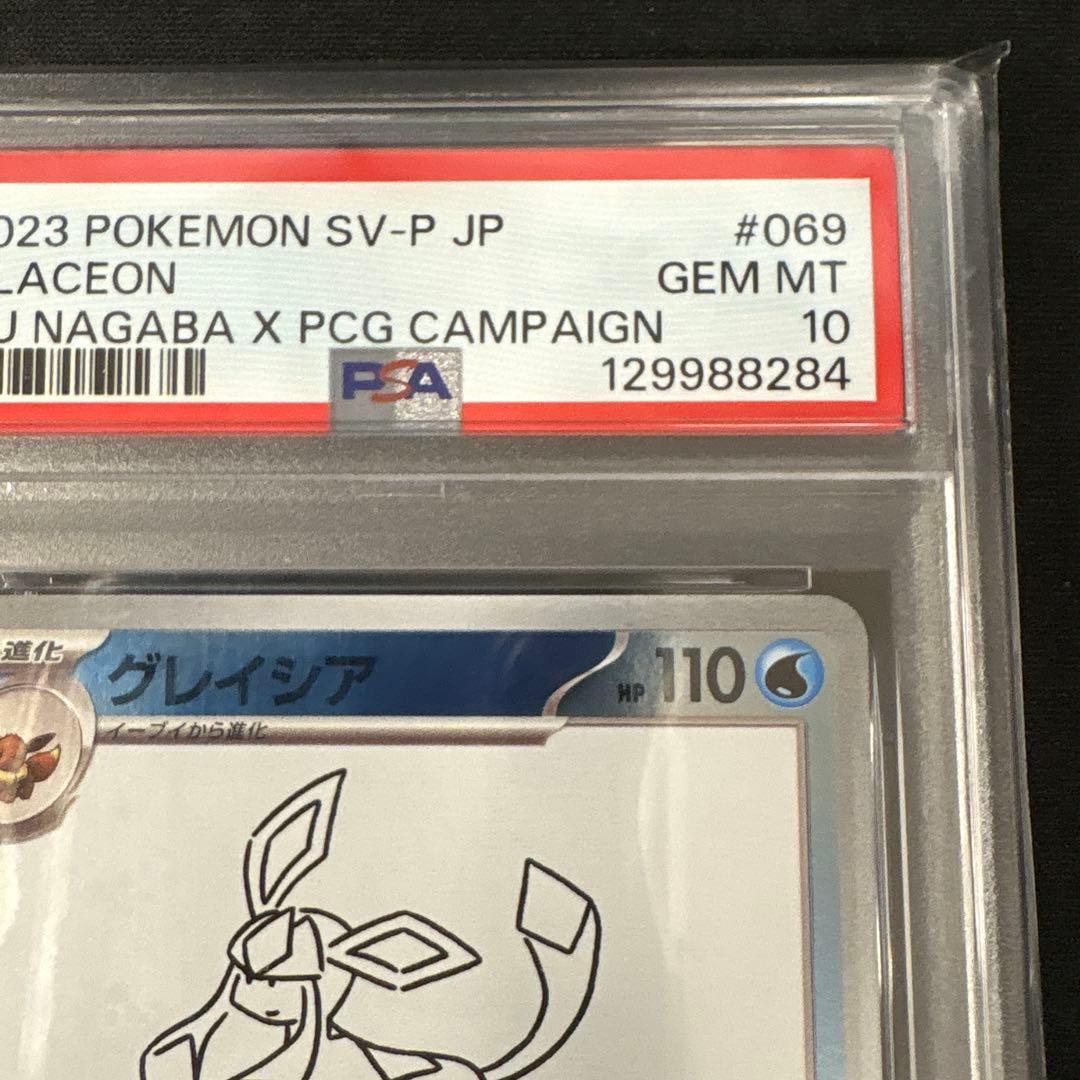 023 POKEMON SV-P JP #069
LACEON GEM MT
U NAGABA X PCG CAMPAIGN 10
PSA 129988284
進化 グレイシア HP 110
イーブイから進化